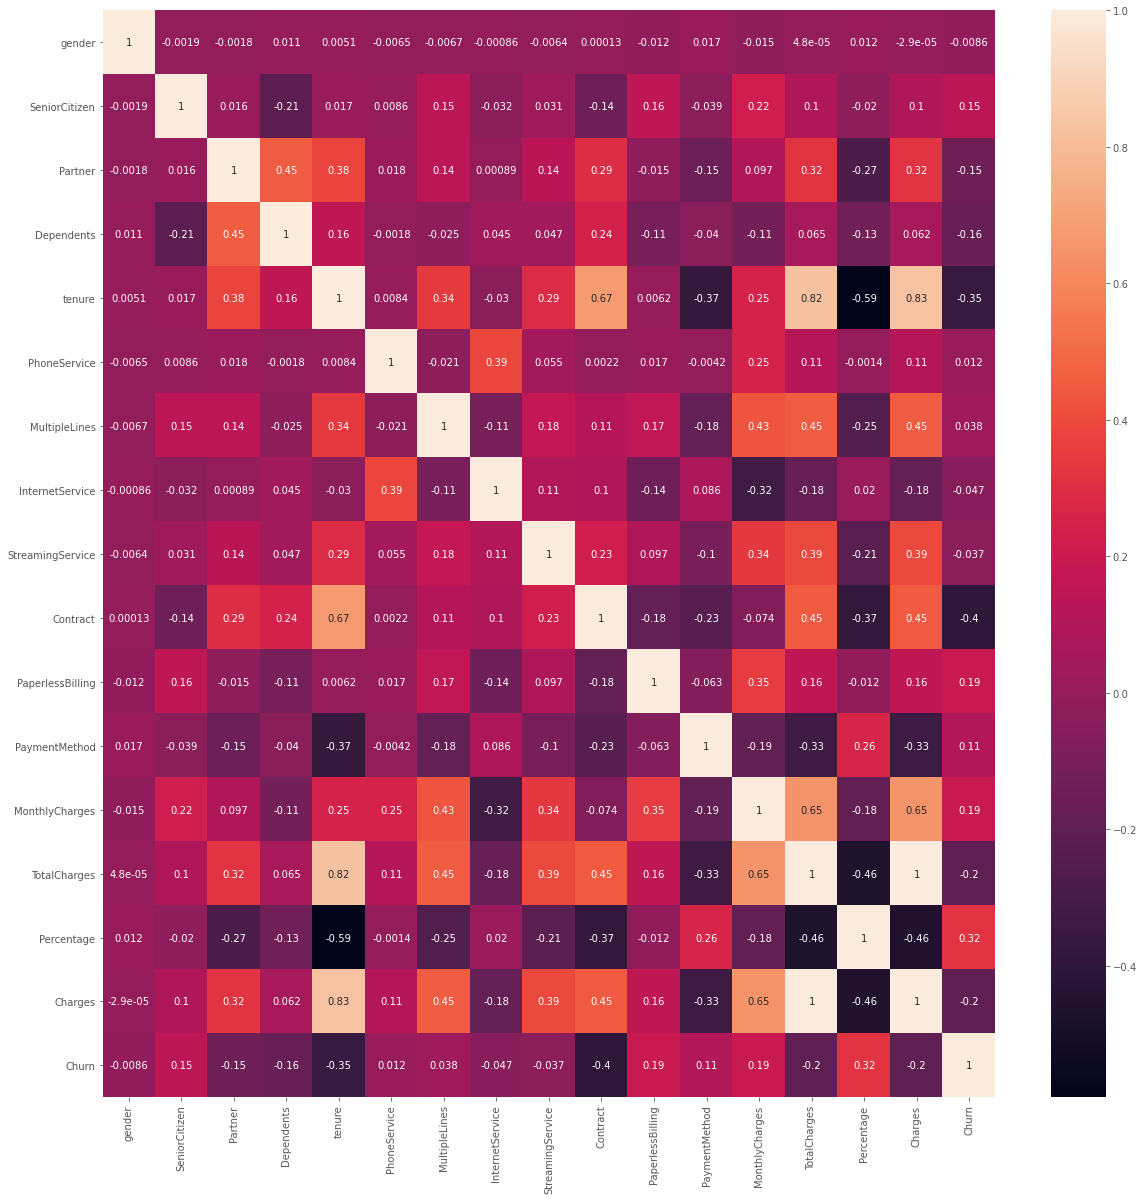 gender 1 -0.0019 -0.0018 0.011 0.0051 -0.0065 -0.0067 -0.00086 -0.0064 0.00013 -0.012 0.017 -0.015 4.8e-05 0.012 -2.9e-05 -0.0086
SeniorCitizen -0.0019 1 0.016 -0.21 0.017 0.0086 0.15 -0.032 0.031 -0.14 0.16 -0.039 0.22 0.1 -0.02 0.1 0.15
Partner -0.0018 0.016 1 0.45 0.38 0.018 0.14 0.00089 0.14 0.29 -0.015 -0.15 0.097 0.32 -0.27 0.32 -0.15
Dependents 0.011 -0.21 0.45 1 0.16 -0.0018 -0.025 0.045 0.047 0.24 -0.11 -0.04 -0.11 0.065 -0.13 0.062 -0.16
tenure 0.0051 0.017 0.38 0.16 1 0.0084 0.34 -0.03 0.29 0.67 0.0062 -0.37 0.25 0.82 -0.59 0.83 -0.35
PhoneService -0.0065 0.0086 0.018 -0.0018 0.0084 1 -0.021 0.39 0.055 0.0022 0.017 -0.0042 0.25 0.11 -0.0014 0.11 0.012
MultipleLines -0.0067 0.15 0.14 -0.025 0.34 -0.021 1 -0.11 0.18 0.11 0.17 -0.18 0.43 0.45 -0.25 0.45 0.038
InternetService -0.00086 -0.032 0.00089 0.045 -0.03 0.39 -0.11 1 0.11 0.1 -0.14 0.086 -0.32 -0.18 0.02 -0.18 -0.047
StreamingService -0.0064 0.031 0.14 0.047 0.29 0.055 0.18 0.11 1 0.23 0.097 -0.1 0.34 0.39 -0.21 0.39 -0.037
Contract 0.00013 -0.14 0.29 0.24 0.67 0.0022 0.11 0.1 0.23 1 -0.18 -0.23 -0.074 0.45 -0.37 0.45 -0.4
PaperlessBilling -0.012 0.16 -0.015 -0.11 0.0062 0.017 0.17 -0.14 0.097 -0.18 1 -0.063 0.35 0.16 -0.012 0.16 0.19
PaymentMethod 0.017 -0.039 -0.15 -0.04 -0.37 -0.0042 -0.18 0.086 -0.1 -0.23 -0.063 1 -0.19 -0.33 0.26 -0.33 0.11
MonthlyCharges -0.015 0.22 0.097 -0.11 0.25 0.25 0.43 -0.32 0.34 -0.074 0.35 -0.19 1 0.65 -0.18 0.65 0.19
TotalCharges 4.8e-05 0.1 0.32 0.065 0.82 0.11 0.45 -0.18 0.39 0.45 0.16 -0.33 0.65 1 -0.46 1 -0.2
Percentage 0.012 -0.02 -0.27 -0.13 -0.59 -0.0014 -0.25 0.02 -0.21 -0.37 -0.012 0.26 -0.18 -0.46 1 -0.46 0.32
Charges -2.9e-05 0.1 0.32 0.062 0.83 0.11 0.45 -0.18 0.39 0.45 0.16 -0.33 0.65 1 -0.46 1 -0.2
Churn -0.0086 0.15 -0.15 -0.16 -0.35 0.012 0.038 -0.047 -0.037 -0.4 0.19 0.11 0.19 -0.2 0.32 -0.2 1
gender SeniorCitizen Partner Dependents tenure PhoneService MultipleLines InternetService StreamingService Contract PaperlessBilling PaymentMethod MonthlyCharges TotalCharges Percentage Charges Churn
1.0
0.8
0.6
0.4
0.2
0.0
−0.2
−0.4